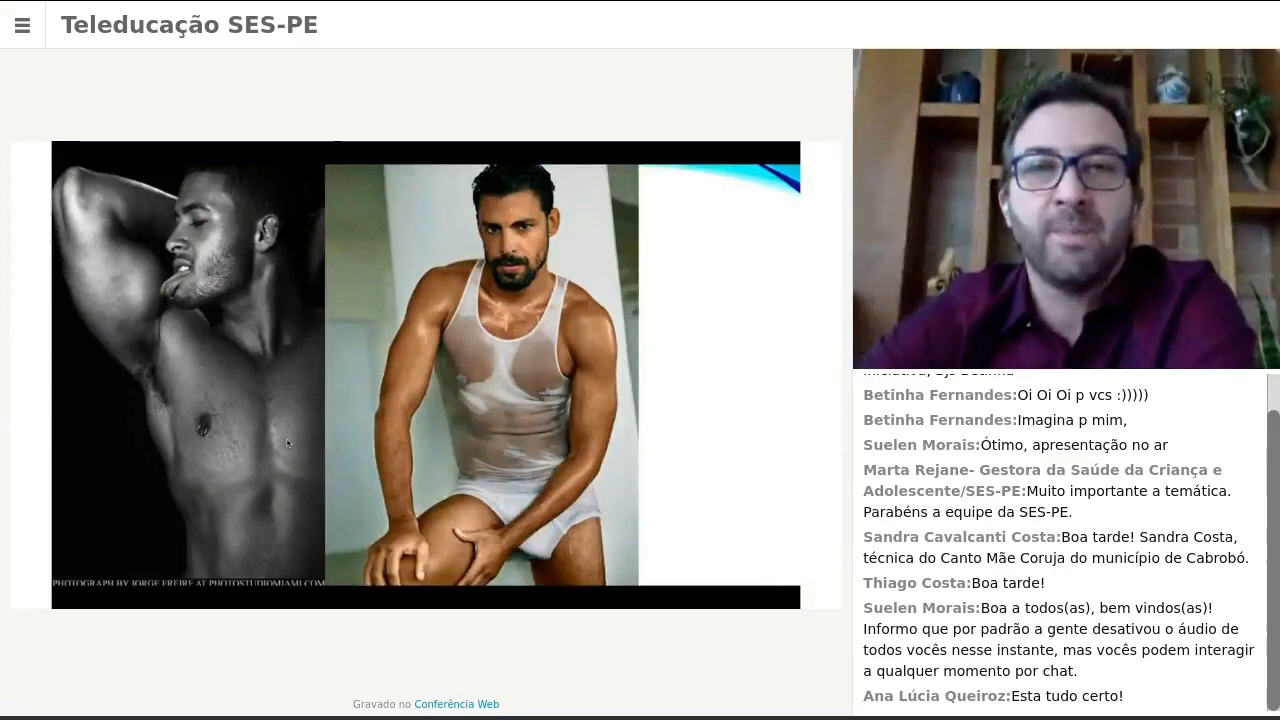 Teleducação SES-PE
PHOTOGRAPH BY JORGE FREIRE AT PHOTOSTUDIOMIAMI.COM
Gravado no Conferência Web
Betinha Fernandes:Oi Oi Oi p vcs :)))))
Betinha Fernandes:Imagina p mim,
Suelen Morais:Ótimo, apresentação no ar
Marta Rejane- Gestora da Saúde da Criança e
Adolescente/SES-PE:Muito importante a temática.
Parabéns a equipe da SES-PE.
Sandra Cavalcanti Costa:Boa tarde! Sandra Costa,
técnica do Canto Mãe Coruja do município de Cabrobó.
Thiago Costa:Boa tarde!
Suelen Morais:Boa a todos(as), bem vindos(as)!
Informo que por padrão a gente desativou o áudio de
todos vocês nesse instante, mas vocês podem interagir
a qualquer momento por chat.
Ana Lúcia Queiroz:Esta tudo certo!